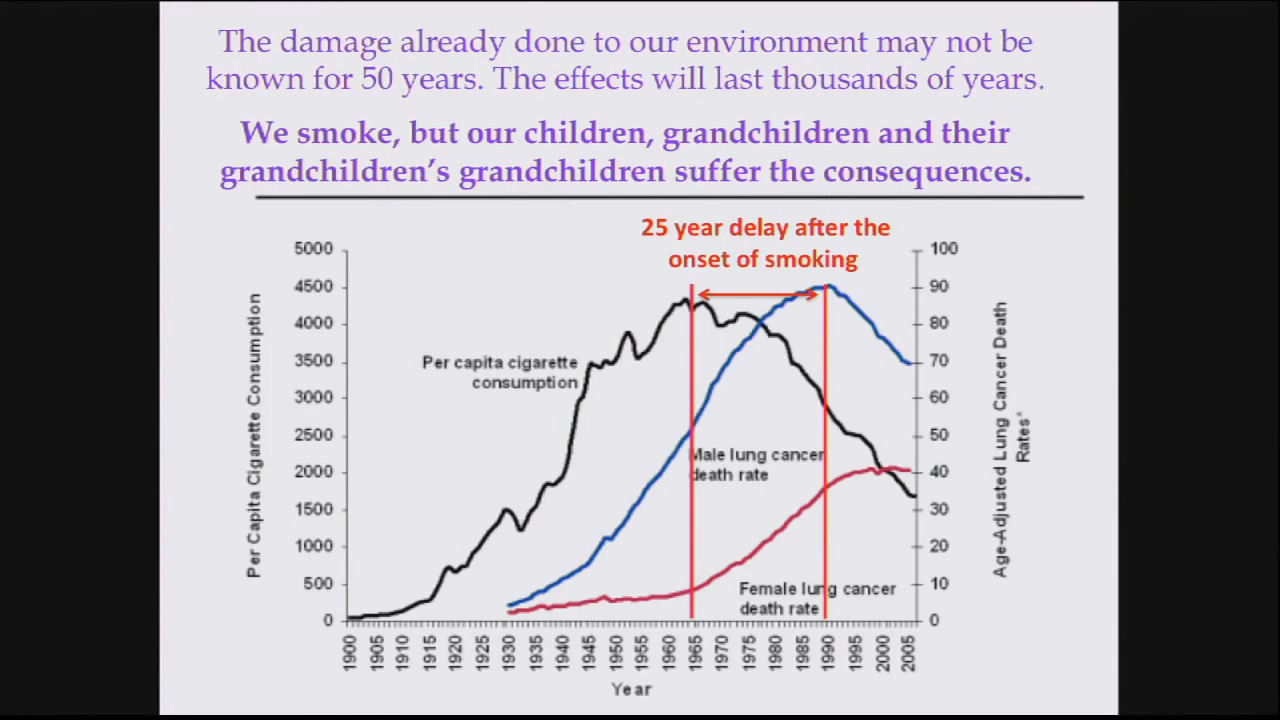 The damage already done to our environment may not be
known for 50 years. The effects will last thousands of years.
We smoke, but our children, grandchildren and their
grandchildren's grandchildren suffer the consequences.
25 year delay after the
onset of smoking
5000
4500
4000
3500
3000
2500
2000
1500
1000
500
0
Per Capita Cigarette Consumption
Per capita cigarette
consumption
Male lung cancer
death rate
Female lung cancer
death rate
100
90
80
70
60
50
40
30
20
10
0
Age-Adjusted Lung Cancer Death
Rates*
1900
1905
1910
1915
1920
1925
1930
1935
1940
1945
1950
1955
1960
1965
1970
1975
1980
1985
1990
1995
2000
2005
Year